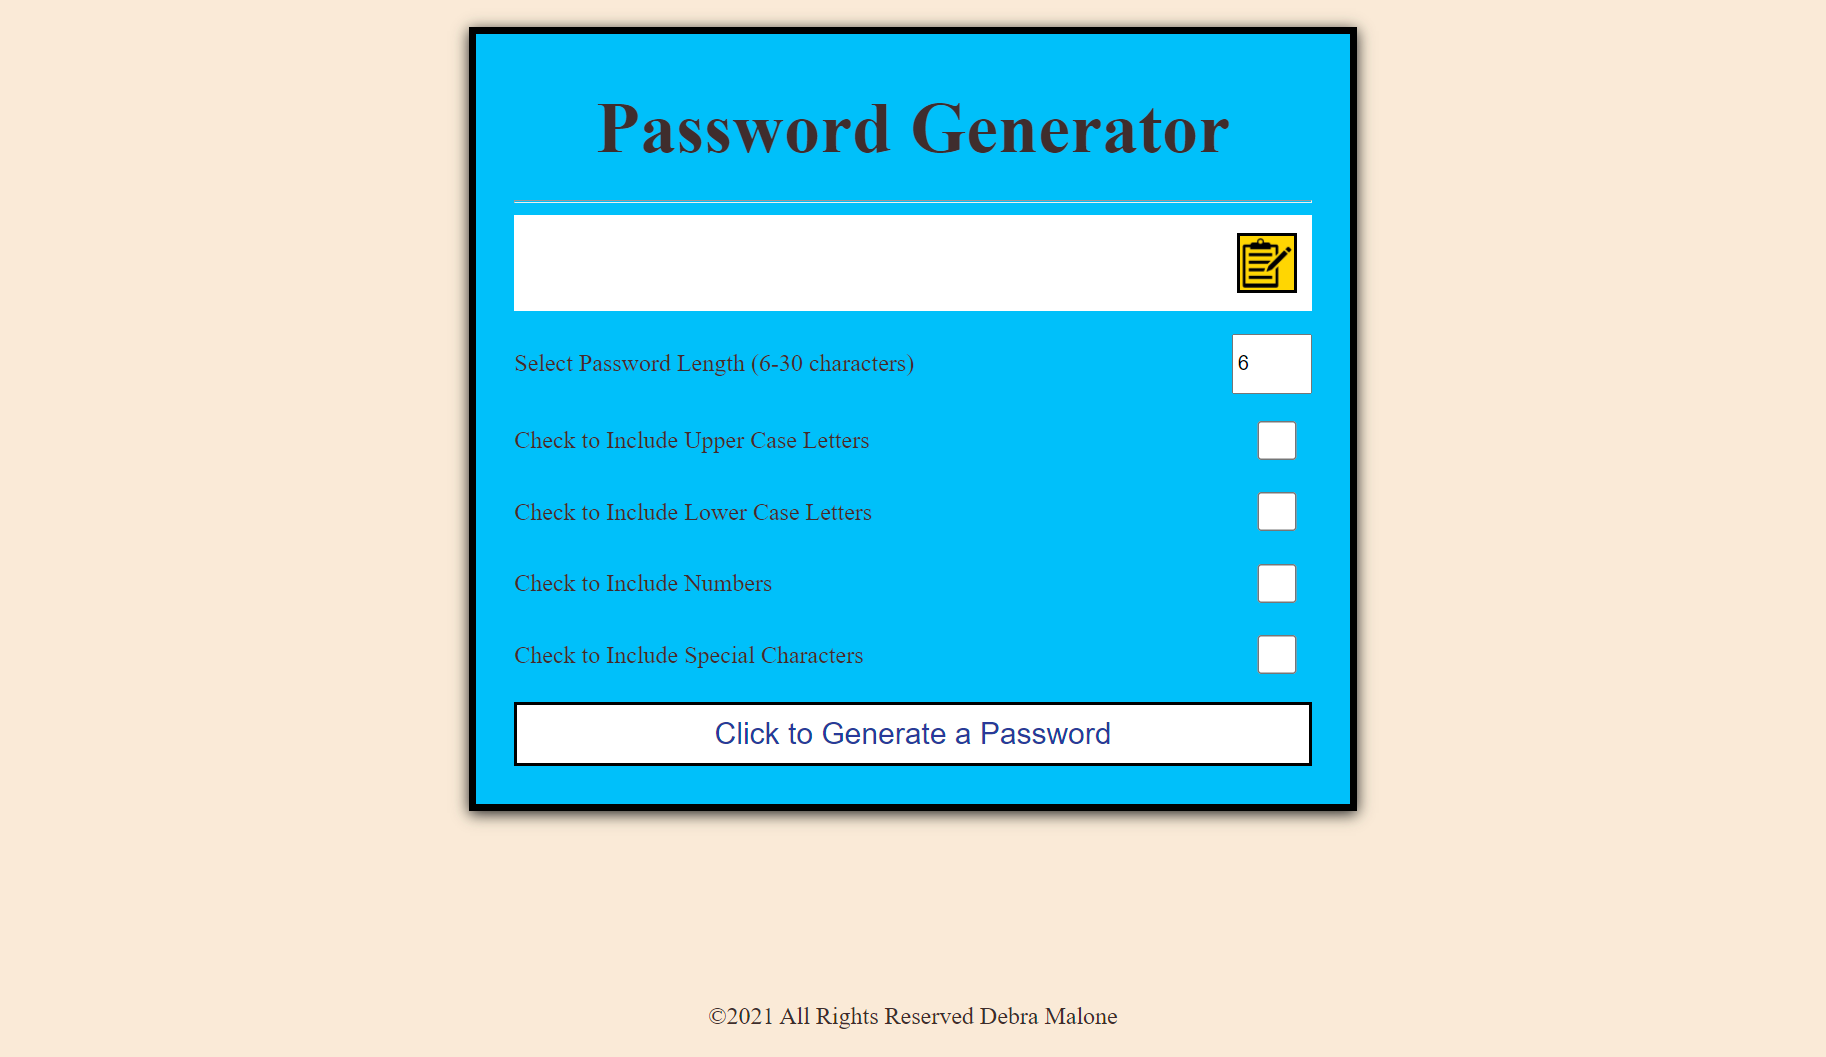 Password Generator
Select Password Length (6-30 characters)
6
Check to Include Upper Case Letters
Check to Include Lower Case Letters
Check to Include Numbers
Check to Include Special Characters
Click to Generate a Password
©2021 All Rights Reserved Debra Malone